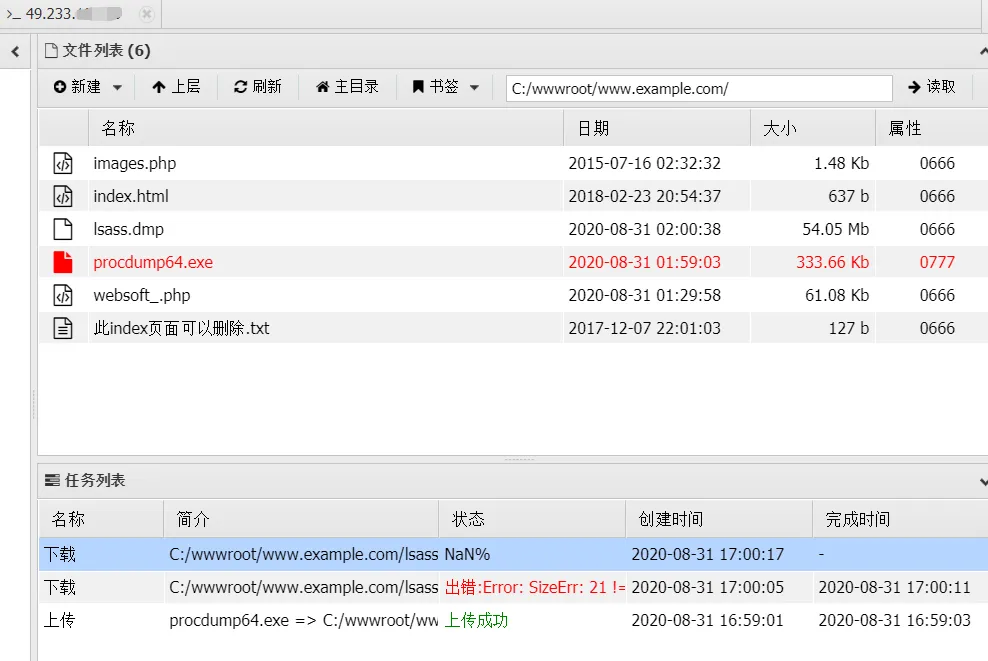 49.233.
文件列表 (6)
新建 上层 刷新 主目录 书签 C:/wwwroot/www.example.com/ 读取
名称 日期 大小 属性
images.php 2015-07-16 02:32:32 1.48 Kb 0666
index.html 2018-02-23 20:54:37 637 b 0666
lsass.dmp 2020-08-31 02:00:38 54.05 Mb 0666
procdump64.exe 2020-08-31 01:59:03 333.66 Kb 0777
websoft_.php 2020-08-31 01:29:58 61.08 Kb 0666
此index页面可以删除.txt 2017-12-07 22:01:03 127 b 0666
任务列表
名称 简介 状态 创建时间 完成时间
下载 C:/wwwroot/www.example.com/lsass NaN% 2020-08-31 17:00:17 -
下载 C:/wwwroot/www.example.com/lsass 出错:Error: SizeErr: 21 != 2020-08-31 17:00:05 2020-08-31 17:00:11
上传 procdump64.exe => C:/wwwroot/ww 上传成功 2020-08-31 16:59:01 2020-08-31 16:59:03